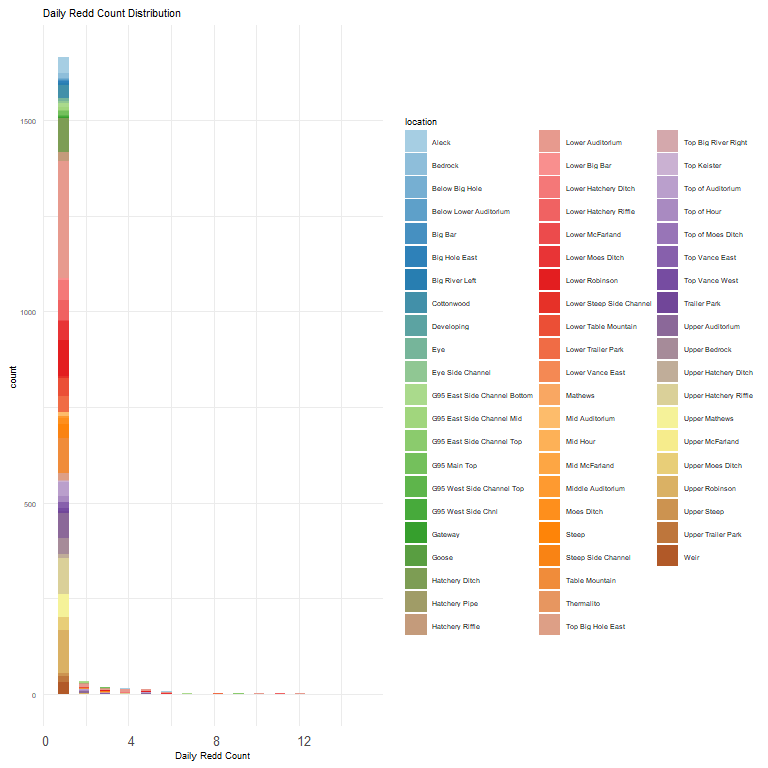 Daily Redd Count Distribution
count
1500
1000
500
0
0
4
8
12
Daily Redd Count
location
Aleck
Bedrock
Below Big Hole
Below Lower Auditorium
Big Bar
Big Hole East
Big River Left
Cottonwood
Developing
Eye
Eye Side Channel
G95 East Side Channel Bottom
G95 East Side Channel Mid
G95 East Side Channel Top
G95 Main Top
G95 West Side Channel Top
G95 West Side Chnl
Gateway
Goose
Hatchery Ditch
Hatchery Pipe
Hatchery Riffle
Lower Auditorium
Lower Big Bar
Lower Hatchery Ditch
Lower Hatchery Riffle
Lower McFarland
Lower Moes Ditch
Lower Robinson
Lower Steep Side Channel
Lower Table Mountain
Lower Trailer Park
Lower Vance East
Mathews
Mid Auditorium
Mid Hour
Mid McFarland
Middle Auditorium
Moes Ditch
Steep
Steep Side Channel
Table Mountain
Thermalito
Top Big Hole East
Top Big River Right
Top Keister
Top of Auditorium
Top of Hour
Top of Moes Ditch
Top Vance East
Top Vance West
Trailer Park
Upper Auditorium
Upper Bedrock
Upper Hatchery Ditch
Upper Hatchery Riffle
Upper Mathews
Upper McFarland
Upper Moes Ditch
Upper Robinson
Upper Steep
Upper Trailer Park
Weir